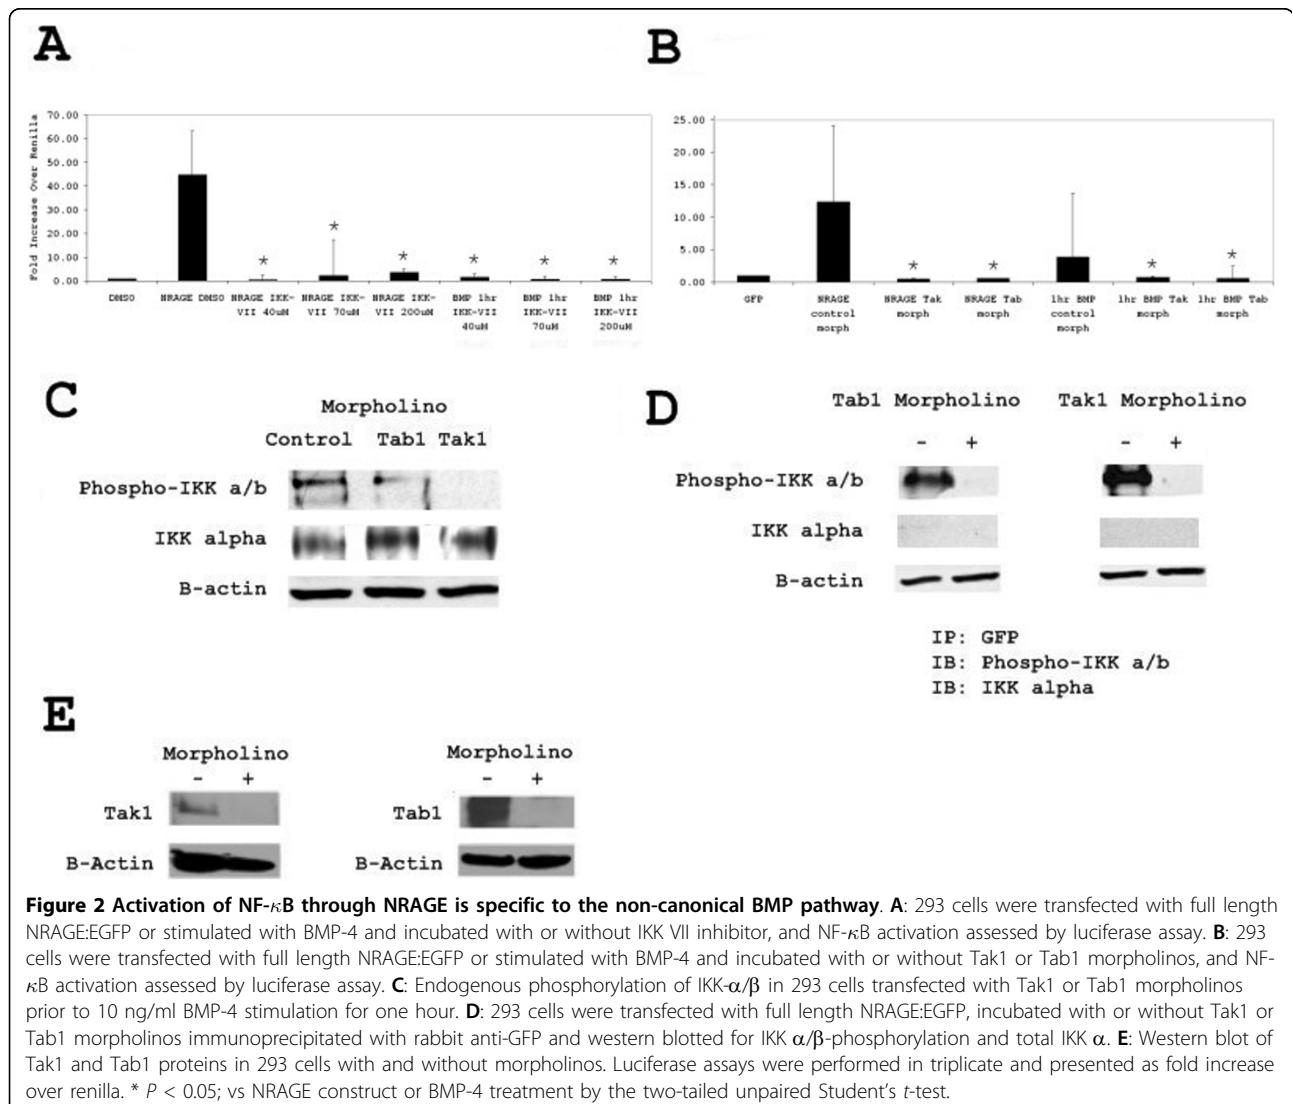 A
B
Fold Increase Over Renilla
70.00
60.00
50.00
40.00
30.00
20.00
10.00
0.00
* * * * * *
DMSO NRAGE DMSO NRAGE IKK- NRAGE IKK- NRAGE IKK- BMP 1hr BMP 1hr BMP 1hr
VII 40uM VII 70uM VII 200uM IKK-VII IKK-VII IKK-VII
40uM 70uM 200uM
25.00
20.00
15.00
10.00
5.00
0.00
* * * *
GFP NRAGE NRAGE Tak NRAGE Tab 1hr BMP 1hr BMP Tak 1hr BMP Tab
control morph morph control morph morph
morph morph
C
Morpholino
Control Tab1 Tak1
Phospho-IKK a/b
IKK alpha
B-actin
D
Tab1 Morpholino Tak1 Morpholino
- + - +
Phospho-IKK a/b
IKK alpha
B-actin
IP: GFP
IB: Phospho-IKK a/b
IB: IKK alpha
E
Morpholino
- +
Tak1
B-Actin
Morpholino
- +
Tab1
B-Actin
Figure 2 Activation of NF-κB through NRAGE is specific to the non-canonical BMP pathway. A: 293 cells were transfected with full length
NRAGE:EGFP or stimulated with BMP-4 and incubated with or without IKK VII inhibitor, and NF-κB activation assessed by luciferase assay. B: 293
cells were transfected with full length NRAGE:EGFP or stimulated with BMP-4 and incubated with or without Tak1 or Tab1 morpholinos, and NF-
κB activation assessed by luciferase assay. C: Endogenous phosphorylation of IKK-α/β in 293 cells transfected with Tak1 or Tab1 morpholinos
prior to 10 ng/ml BMP-4 stimulation for one hour. D: 293 cells were transfected with full length NRAGE:EGFP, incubated with or without Tak1 or
Tab1 morpholinos immunoprecipitated with rabbit anti-GFP and western blotted for IKK α/β-phosphorylation and total IKK α. E: Western blot of
Tak1 and Tab1 proteins in 293 cells with and without morpholinos. Luciferase assays were performed in triplicate and presented as fold increase
over renilla. * P < 0.05; vs NRAGE construct or BMP-4 treatment by the two-tailed unpaired Student's t-test.